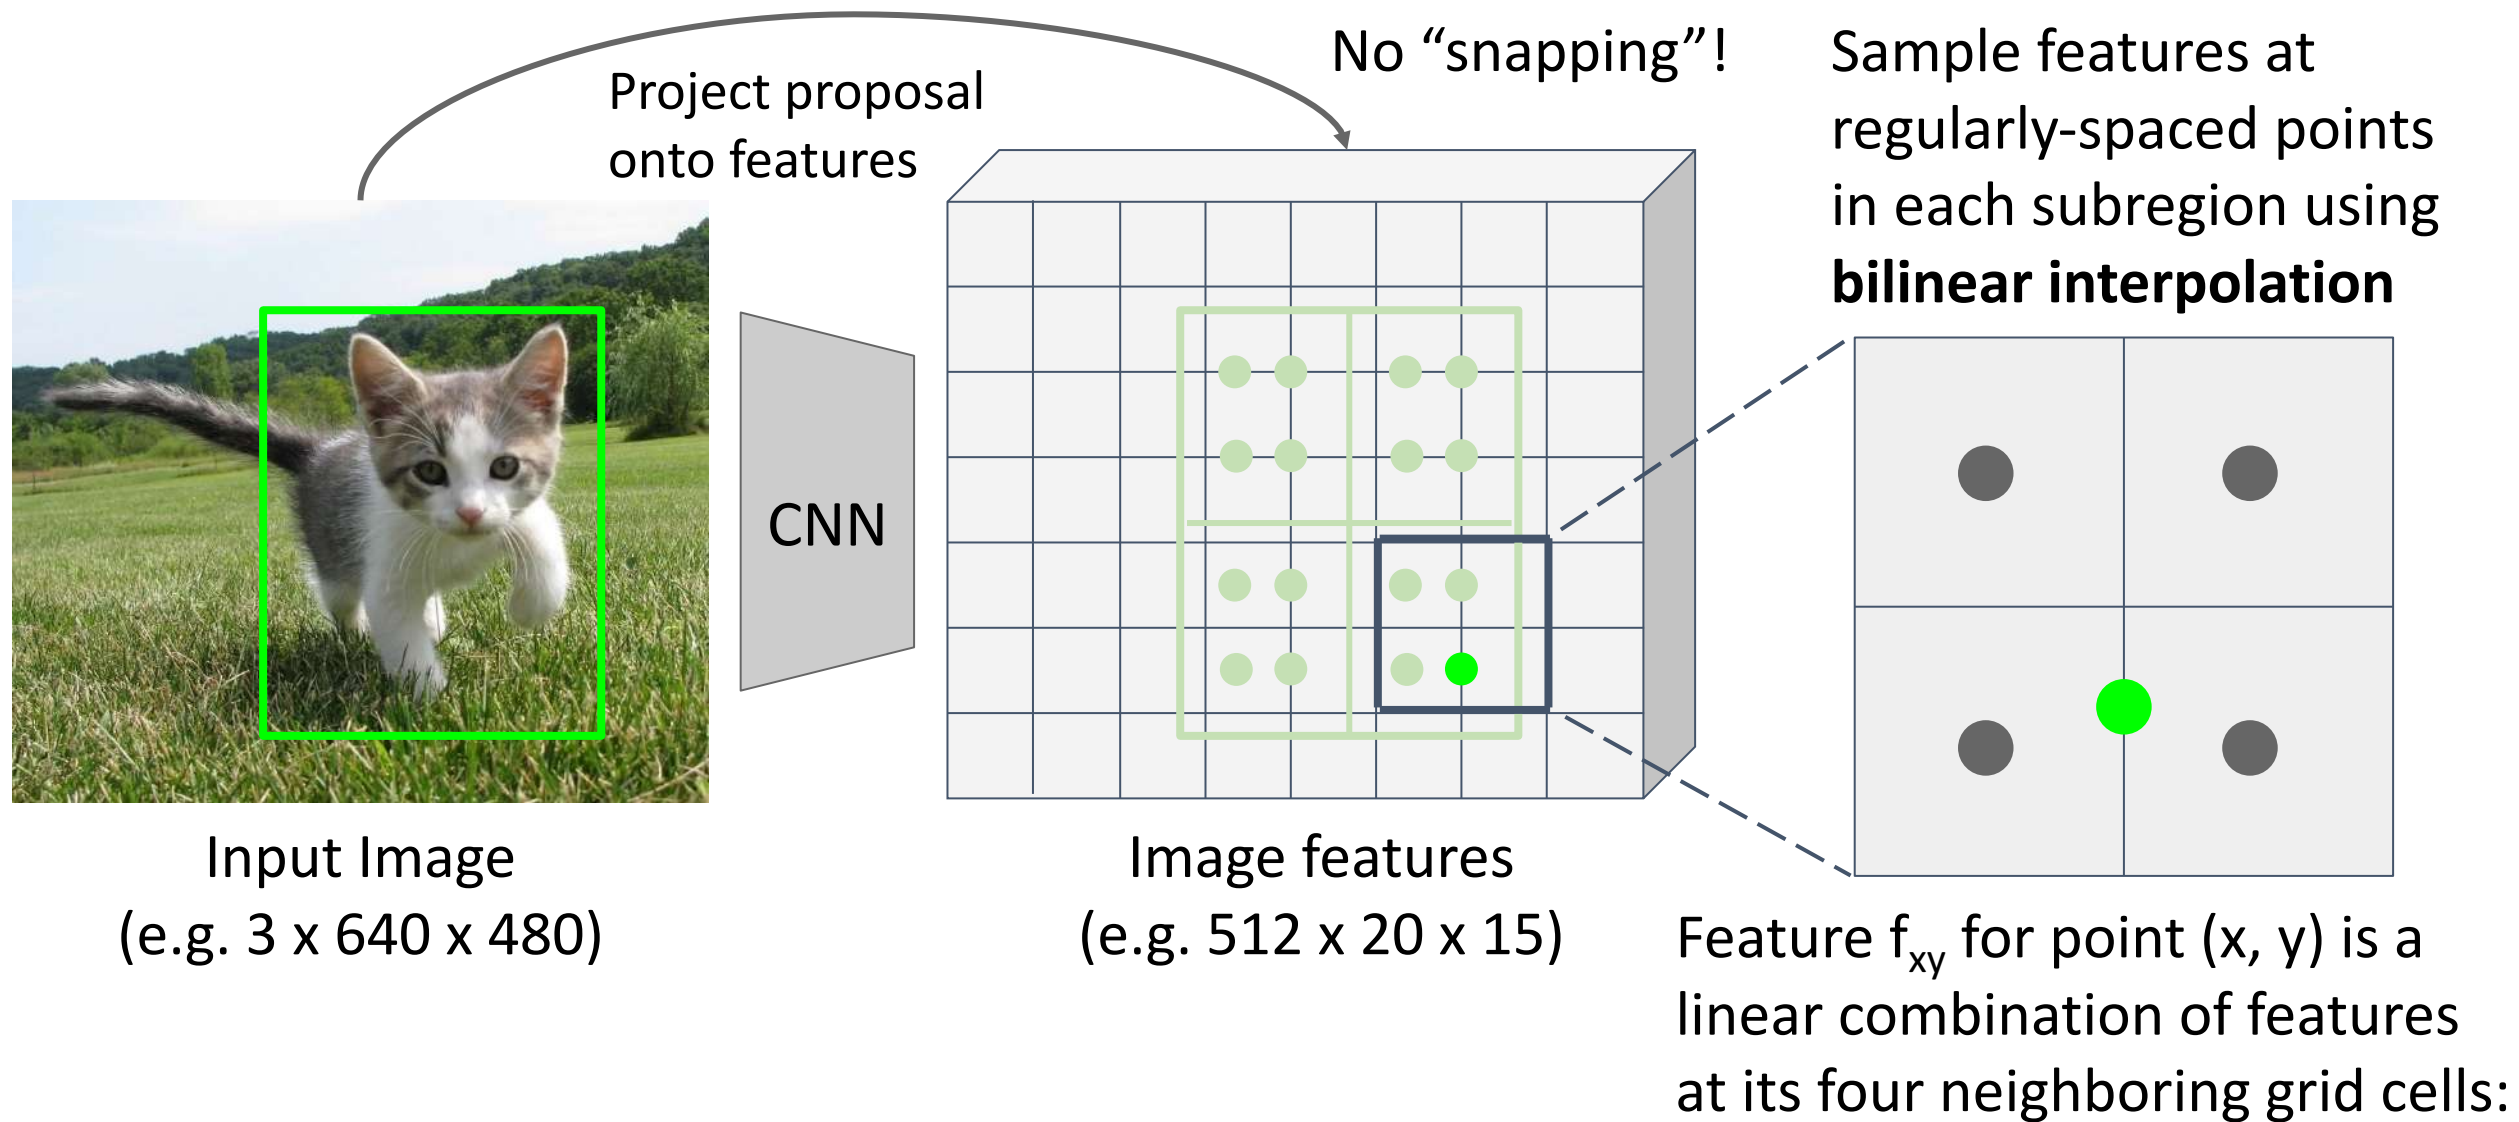 No “snapping”!
Project proposal
onto features
Sample features at
regularly-spaced points
in each subregion using
bilinear interpolation
CNN
Input Image
(e.g. 3 x 640 x 480)
Image features
(e.g. 512 x 20 x 15)
Feature fxy for point (x, y) is a
linear combination of features
at its four neighboring grid cells: